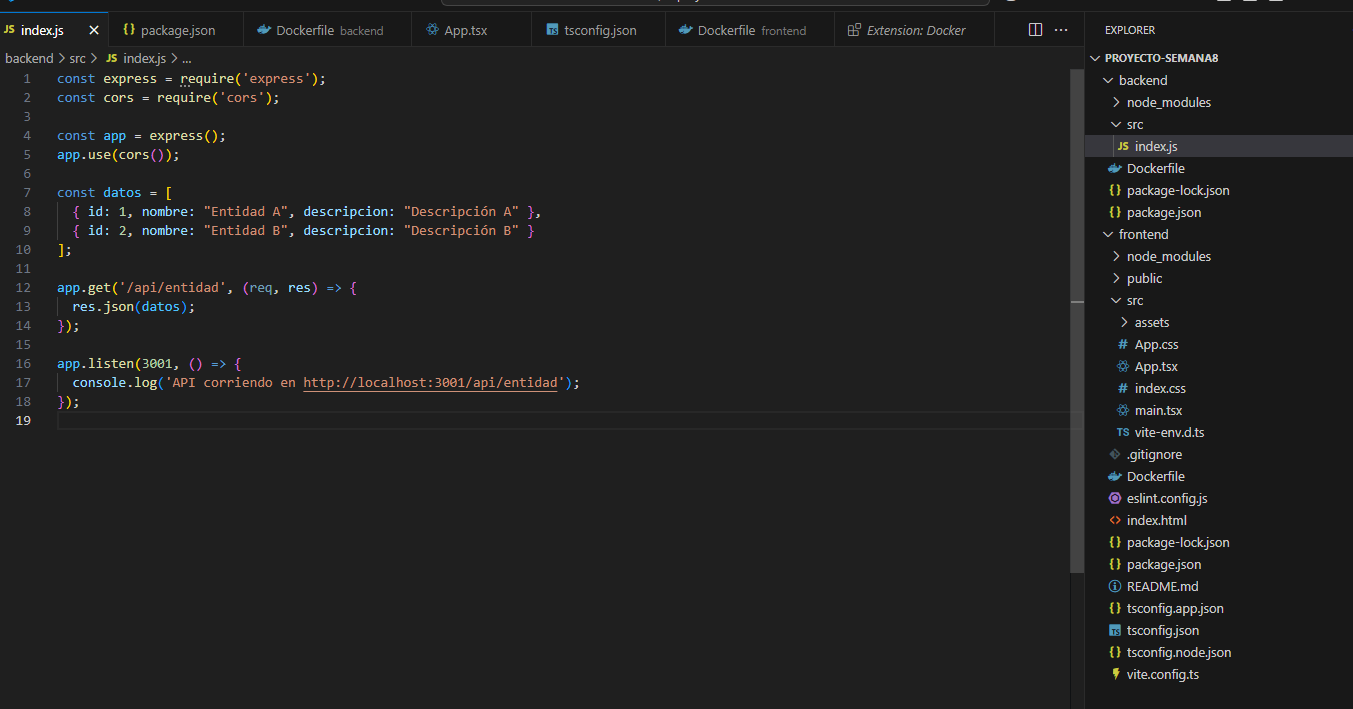 JS index.js × {} package.json Dockerfile backend App.tsx TS tsconfig.json Dockerfile frontend Extension: Docker ...
backend > src > JS index.js > ...
1 const express = require('express');
2 const cors = require('cors');
3
4 const app = express();
5 app.use(cors());
6
7 const datos = [
8 { id: 1, nombre: "Entidad A", descripcion: "Descripción A" },
9 { id: 2, nombre: "Entidad B", descripcion: "Descripción B" }
10 ];
11
12 app.get('/api/entidad', (req, res) => {
13 res.json(datos);
14 });
15
16 app.listen(3001, () => {
17 console.log('API corriendo en http://localhost:3001/api/entidad');
18 });
19
EXPLORER
PROYECTO-SEMANA8
backend
node_modules
src
JS index.js
Dockerfile
{} package-lock.json
{} package.json
frontend
node_modules
public
src
assets
# App.css
App.tsx
# index.css
main.tsx
TS vite-env.d.ts
.gitignore
Dockerfile
eslint.config.js
<> index.html
{} package-lock.json
{} package.json
README.md
{} tsconfig.app.json
TS tsconfig.json
{} tsconfig.node.json
vite.config.ts